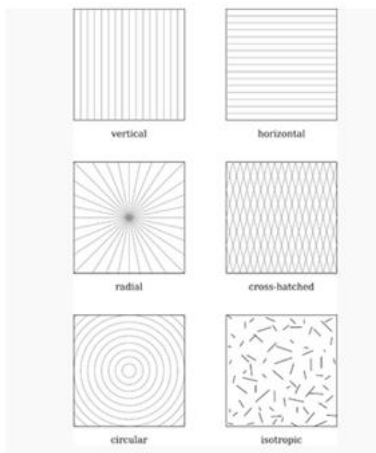 vertical
horizontal
radial
cross-hatched
circular
isotropic